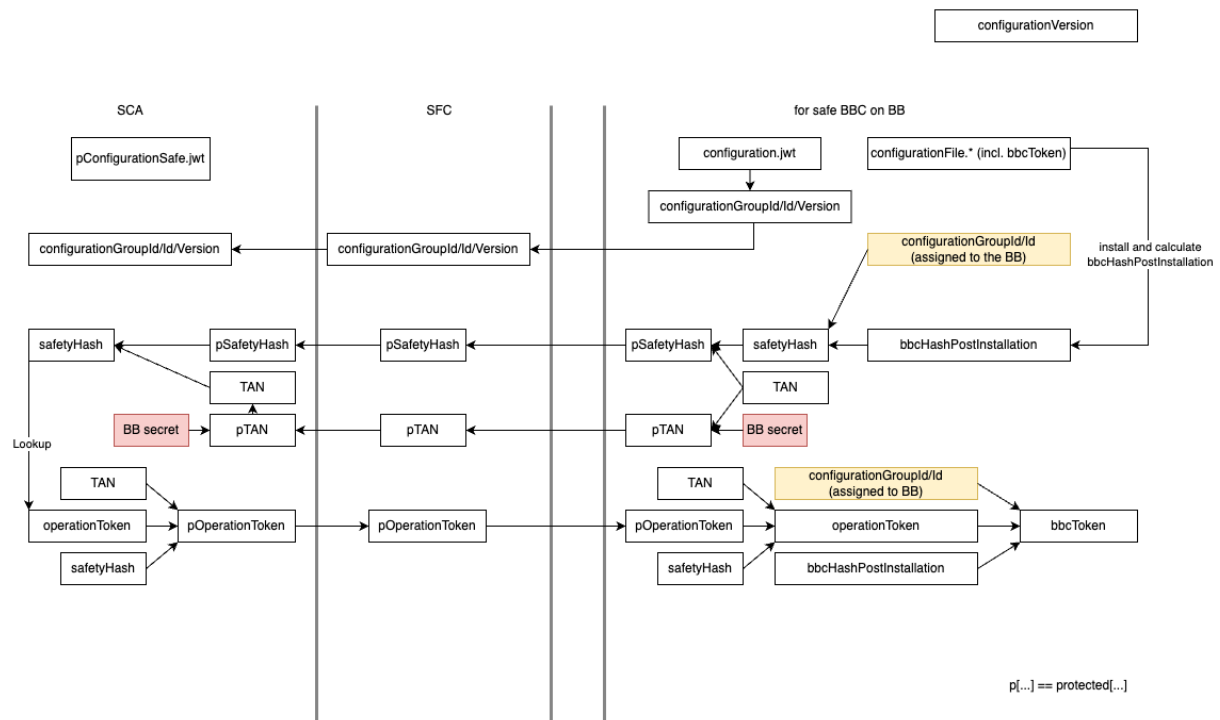 configurationVersion
SCA
SFC
for safe BBC on BB
pConfigurationSafe.jwt
configuration.jwt
configurationFile.* (incl. bbcToken)
configurationGroupId/Id/Version
configurationGroupId/Id/Version
configurationGroupId/Id/Version
configurationGroupId/Id
(assigned to the BB)
install and calculate
bbcHashPostInstallation
safetyHash
pSafetyHash
pSafetyHash
pSafetyHash
safetyHash
bbcHashPostInstallation
TAN
TAN
BB secret
pTAN
pTAN
pTAN
BB secret
Lookup
TAN
TAN
configurationGroupId/Id
(assigned to BB)
operationToken
pOperationToken
pOperationToken
pOperationToken
operationToken
bbcToken
safetyHash
safetyHash
bbcHashPostInstallation
p[...] == protected[...]